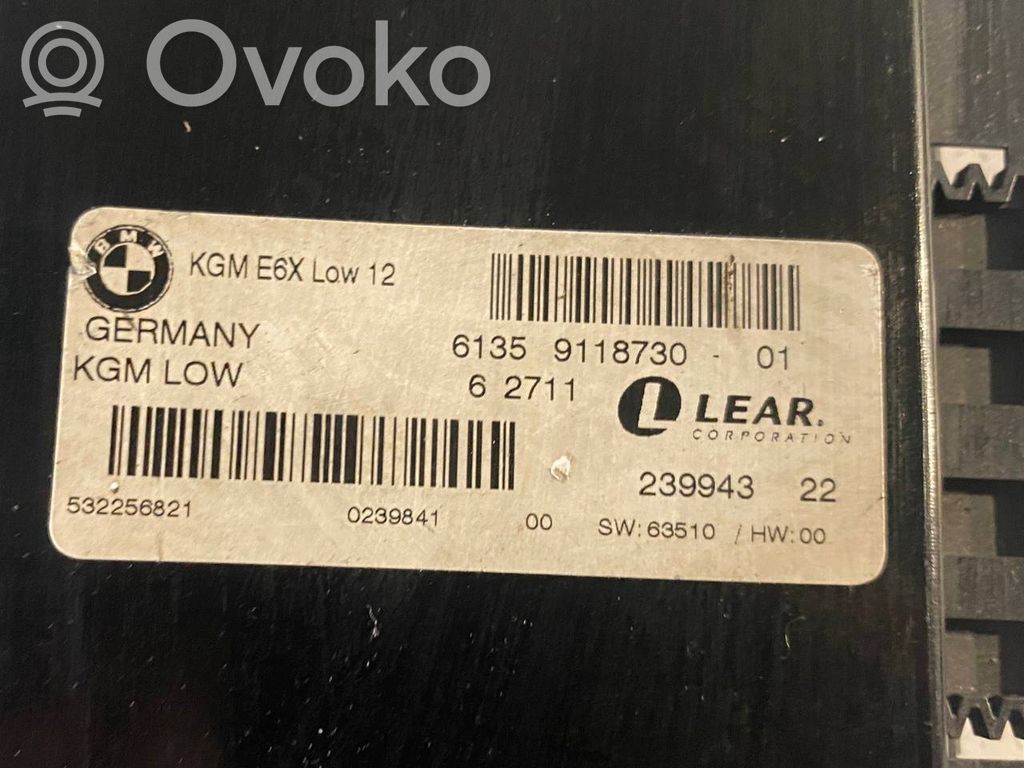 Ovoko
BMW
KGM E6X Low 12
GERMANY
KGM LOW
6135 9118730 - 01
6 2711
LEAR.
CORPORATION
239943 22
532256821 0239841 00 SW: 63510 / HW: 00